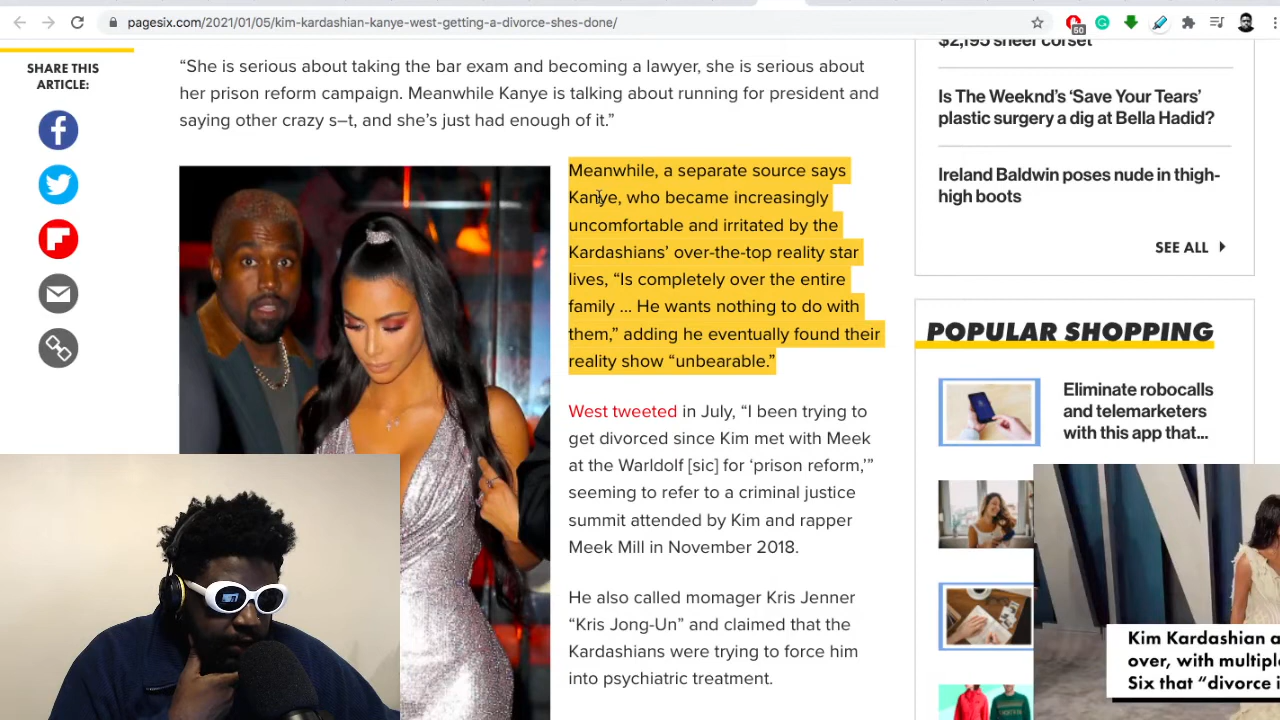 pagesix.com/2021/01/05/kim-kardashian-kanye-west-getting-a-divorce-shes-done/
50
SHARE THIS
ARTICLE:
“She is serious about taking the bar exam and becoming a lawyer, she is serious about
her prison reform campaign. Meanwhile Kanye is talking about running for president and
saying other crazy s–t, and she’s just had enough of it.”
Meanwhile, a separate source says
Kanye, who became increasingly
uncomfortable and irritated by the
Kardashians’ over-the-top reality star
lives, “Is completely over the entire
family ... He wants nothing to do with
them,” adding he eventually found their
reality show “unbearable.”
West tweeted in July, “I been trying to
get divorced since Kim met with Meek
at the Warldolf [sic] for ‘prison reform,’”
seeming to refer to a criminal justice
summit attended by Kim and rapper
Meek Mill in November 2018.
He also called momager Kris Jenner
“Kris Jong-Un” and claimed that the
Kardashians were trying to force him
into psychiatric treatment.
$2,195 sheer corset
Is The Weeknd’s ‘Save Your Tears’
plastic surgery a dig at Bella Hadid?
Ireland Baldwin poses nude in thigh-
high boots
SEE ALL
POPULAR SHOPPING
Eliminate robocalls
and telemarketers
with this app that...
Kim Kardashian a
over, with multipl
Six that “divorce i